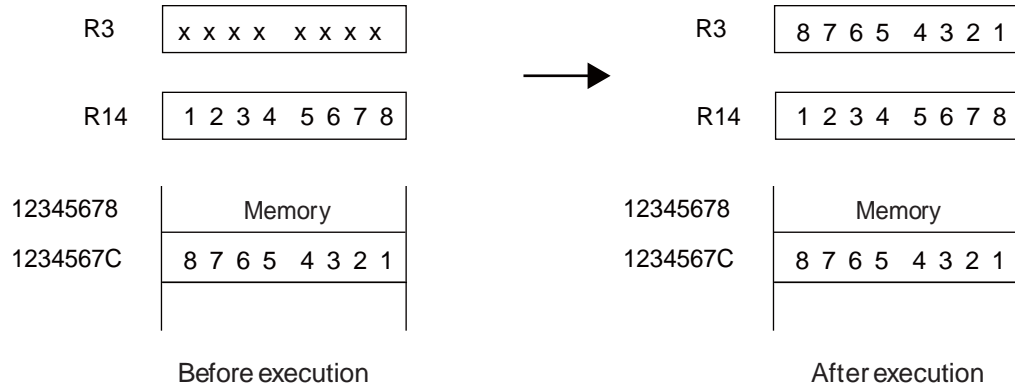 R3 x x x x x x x x R3 8 7 6 5 4 3 2 1
R14 1 2 3 4 5 6 7 8 R14 1 2 3 4 5 6 7 8
12345678 Memory 12345678 Memory
1234567C 8 7 6 5 4 3 2 1 1234567C 8 7 6 5 4 3 2 1
Before execution After execution